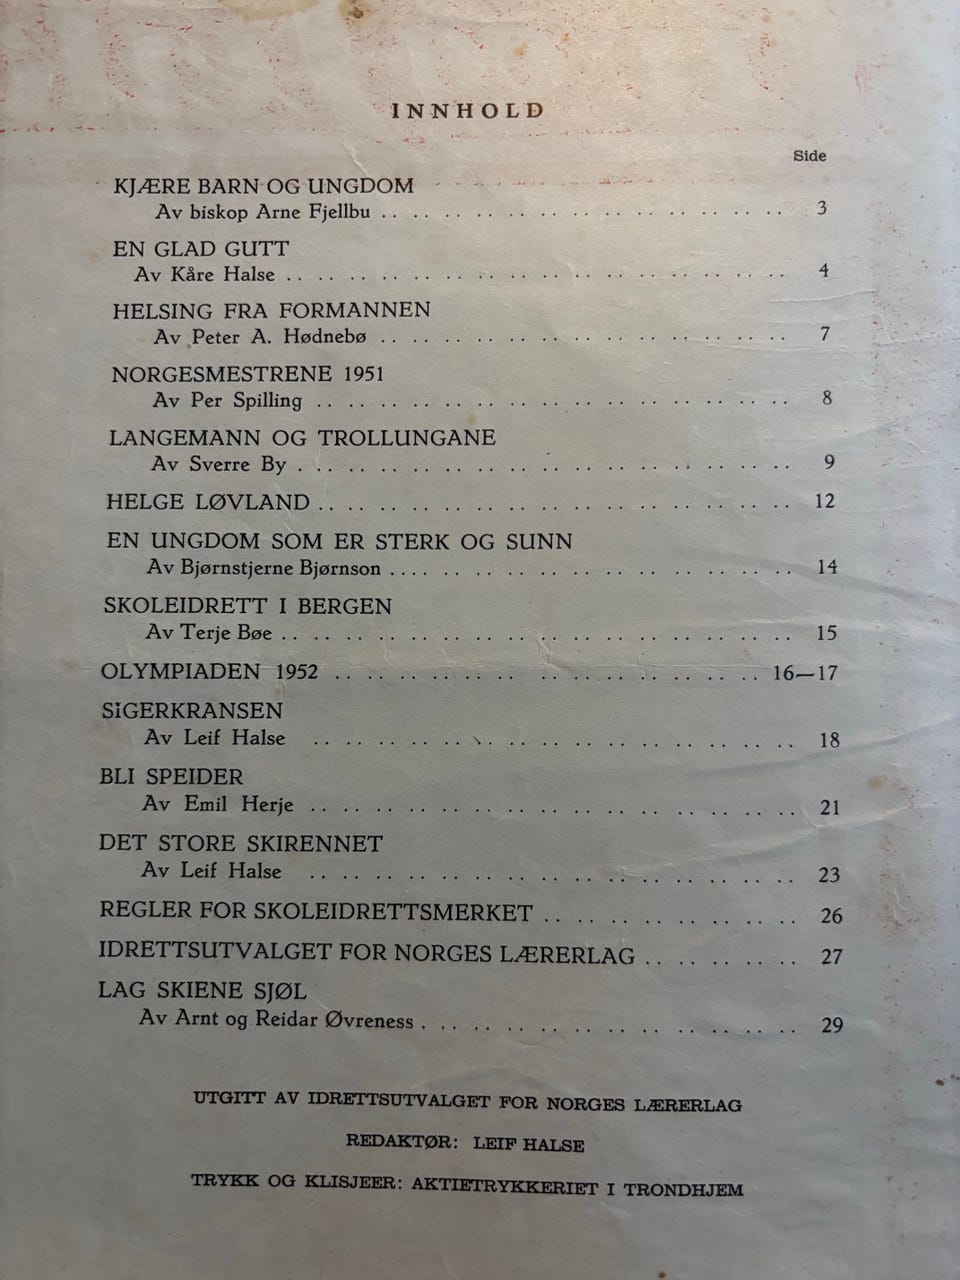 INNHOLD
Side
KJÆRE BARN OG UNGDOM
Av biskop Arne Fjellbu . . . . . . . . . . . . . . . . . . . . 3
EN GLAD GUTT
Av Kåre Halse . . . . . . . . . . . . . . . . . . . . . . . . 4
HELSING FRA FORMANNEN
Av Peter A. Hødnebø . . . . . . . . . . . . . . . . . . . . 7
NORGESMESTRENE 1951
Av Per Spilling . . . . . . . . . . . . . . . . . . . . . . . 8
LANGEMANN OG TROLLUNGANE
Av Sverre By . . . . . . . . . . . . . . . . . . . . . . . . 9
HELGE LØVLAND . . . . . . . . . . . . . . . . . . . . . . . 12
EN UNGDOM SOM ER STERK OG SUNN
Av Bjørnstjerne Bjørnson . . . . . . . . . . . . . . . . . . . 14
SKOLEIDRETT I BERGEN
Av Terje Bøe . . . . . . . . . . . . . . . . . . . . . . . . 15
OLYMPIADEN 1952 . . . . . . . . . . . . . . . . . . . . . 16—17
SIGERKRANSEN
Av Leif Halse . . . . . . . . . . . . . . . . . . . . . . . 18
BLI SPEIDER
Av Emil Herje . . . . . . . . . . . . . . . . . . . . . . . 21
DET STORE SKIRENNET
Av Leif Halse . . . . . . . . . . . . . . . . . . . . . . . 23
REGLER FOR SKOLEIDRETTSMERKET . . . . . . . . . . . . 26
IDRETTSUTVALGET FOR NORGES LÆRERLAG . . . . . . . . 27
LAG SKIENE SJØL
Av Arnt og Reidar Øvreness . . . . . . . . . . . . . . . . . 29
UTGITT AV IDRETTSUTVALGET FOR NORGES LÆRERLAG
REDAKTØR: LEIF HALSE
TRYKK OG KLISJEER: AKTIETRYKKERIET I TRONDHJEM